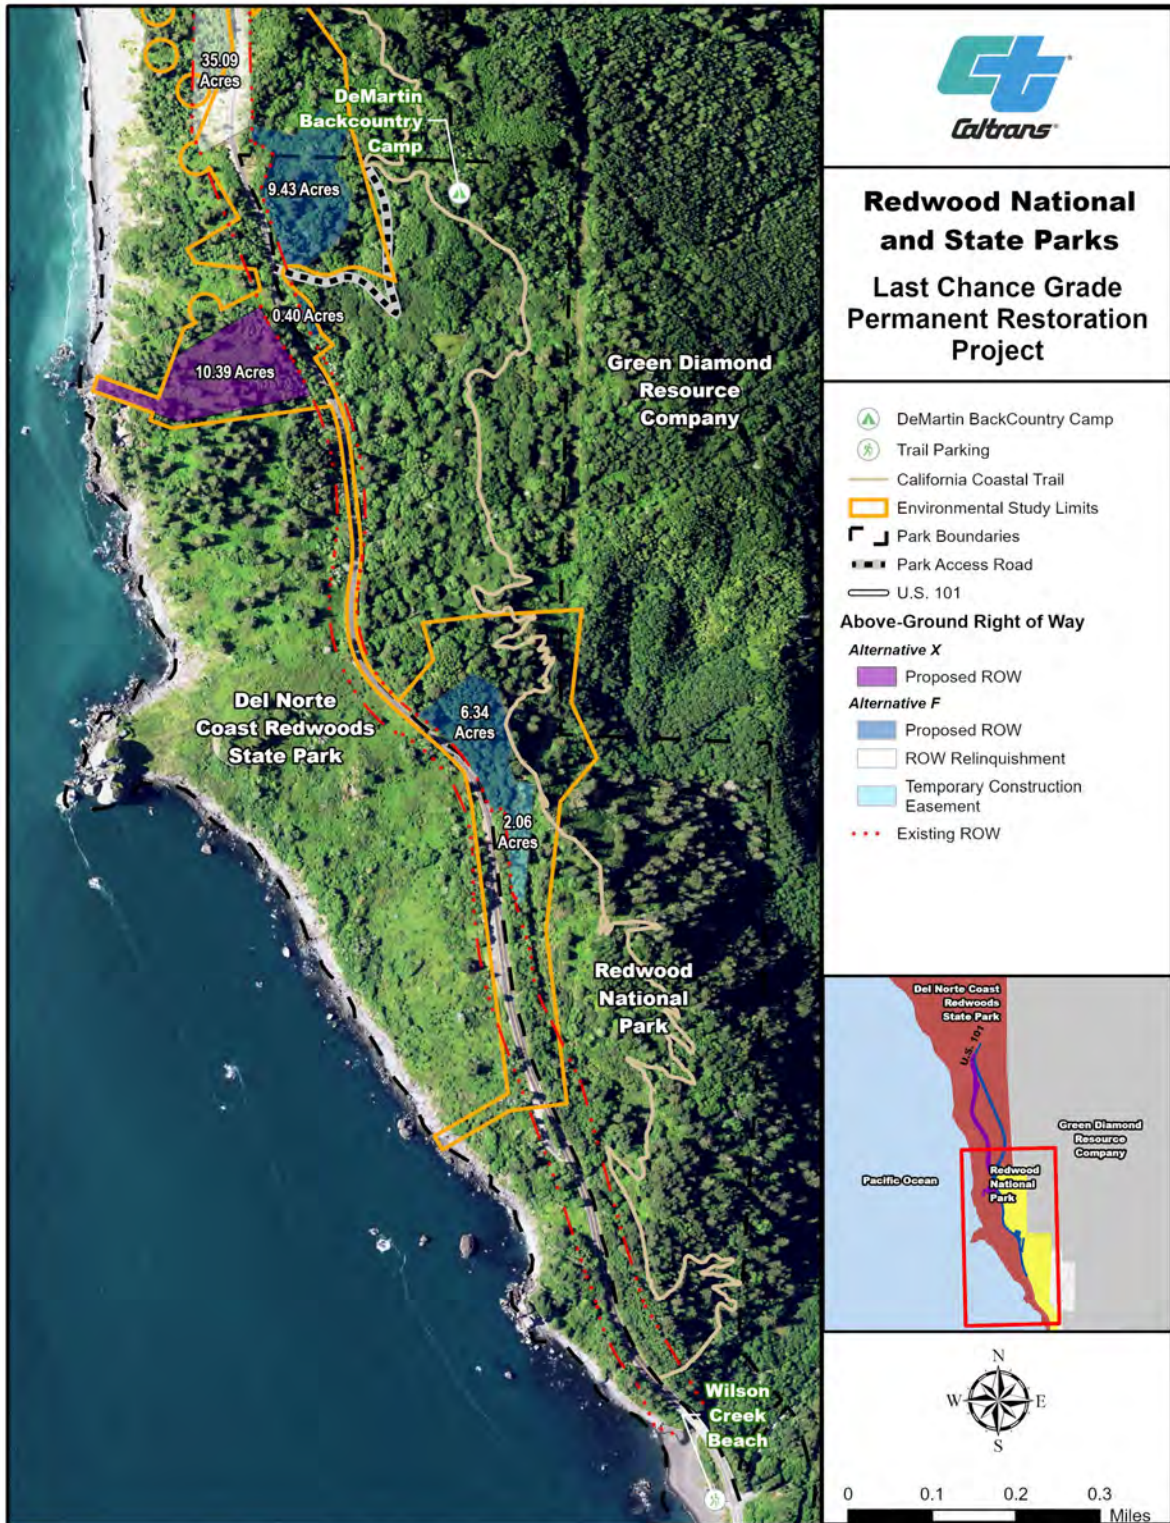 35.09
Acres
DeMartin
Backcountry
Camp
9.43 Acres
0.40 Acres
10.39 Acres
Green Diamond
Resource
Company
Del Norte
Coast Redwoods
State Park
6.34
Acres
2.06
Acres
Redwood
National
Park
Wilson
Creek
Beach
Caltrans
Redwood National
and State Parks
Last Chance Grade
Permanent Restoration
Project
DeMartin BackCountry Camp
Trail Parking
California Coastal Trail
Environmental Study Limits
Park Boundaries
Park Access Road
U.S. 101
Above-Ground Right of Way
Alternative X
Proposed ROW
Alternative F
Proposed ROW
ROW Relinquishment
Temporary Construction
Easement
Existing ROW
Del Norte Coast
Redwoods
State Park
U.S. 101
Green Diamond
Resource
Company
Pacific Ocean
Redwood
National
Park
N
W E
S
0 0.1 0.2 0.3
Miles